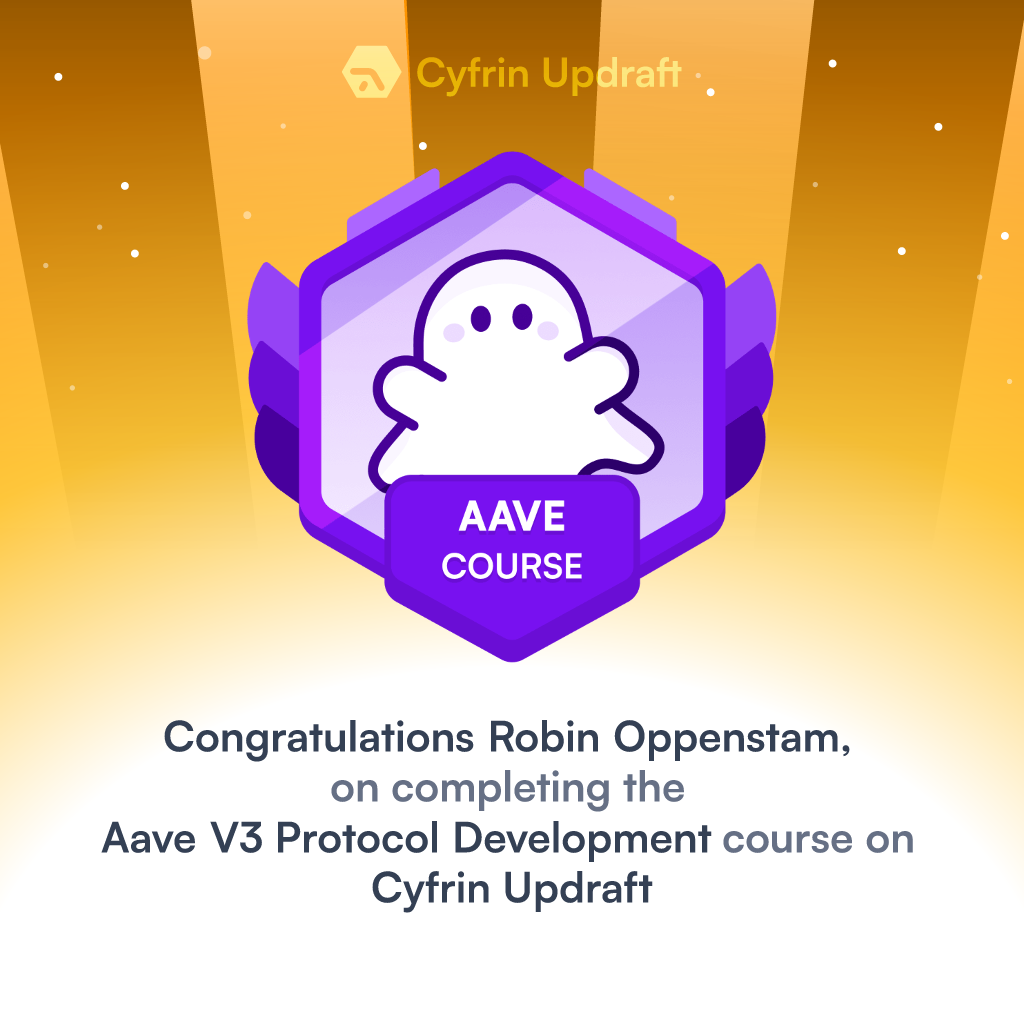 Cyfrin Updraft
AAVE
COURSE
Congratulations Robin Oppenstam,
on completing the
Aave V3 Protocol Development course on
Cyfrin Updraft